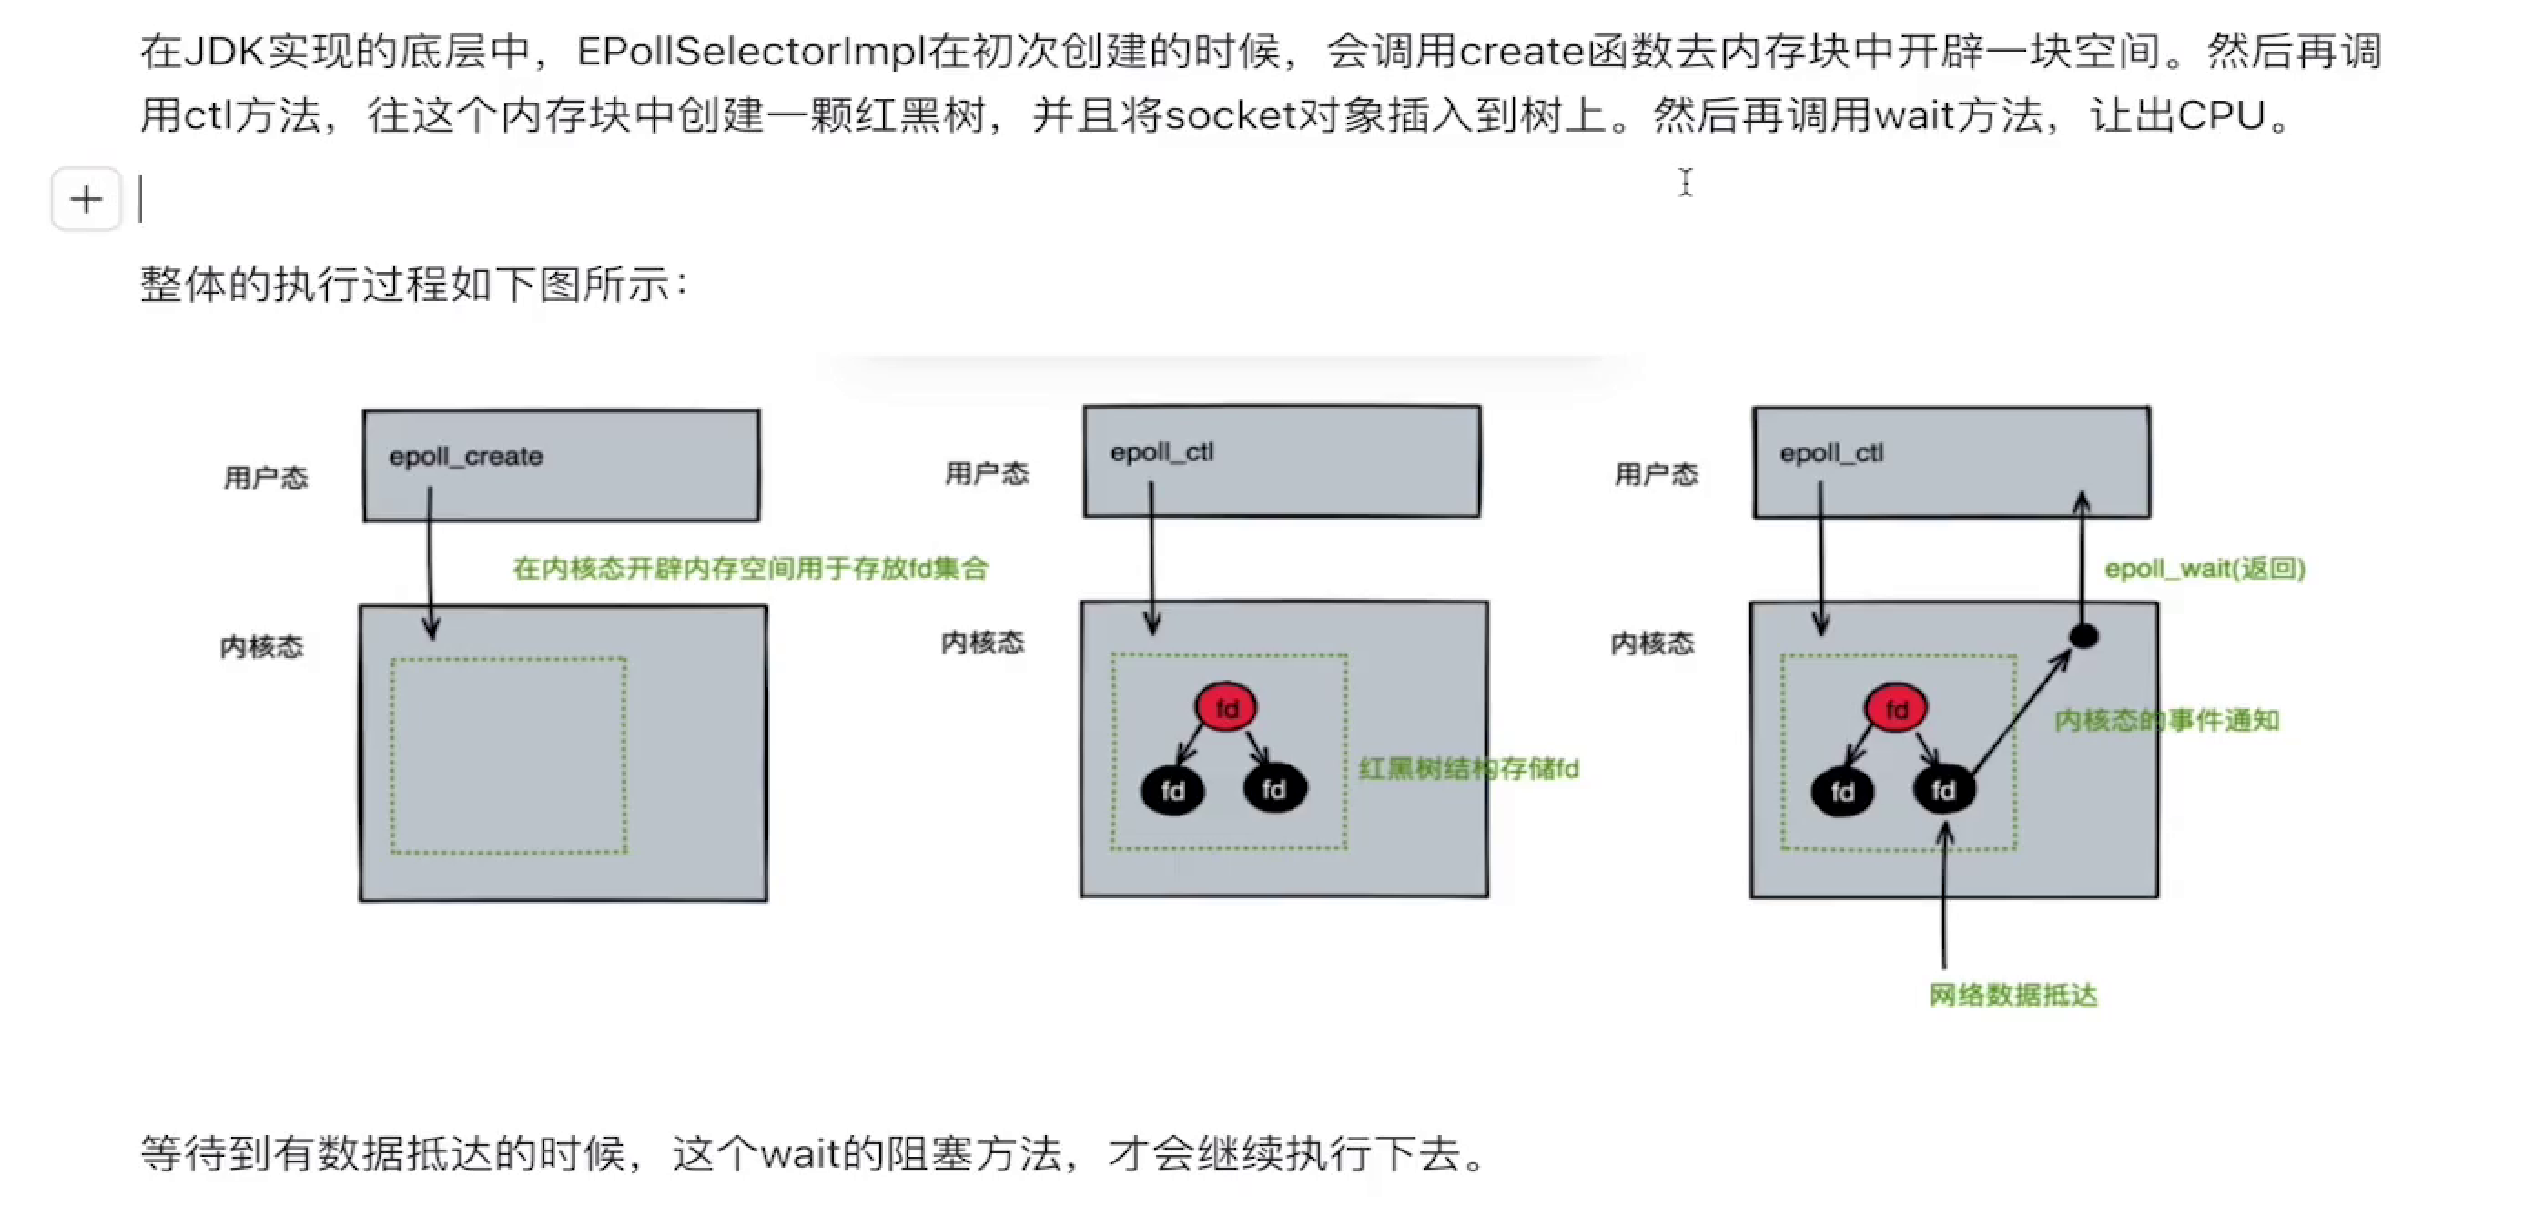 在JDK实现的底层中，EPollSelectorImpl在初次创建的时候，会调用create函数去内存块中开辟一块空间。然后再调
用ctl方法，往这个内存块中创建一颗红黑树，并且将socket对象插入到树上。然后再调用wait方法，让出CPU。
整体的执行过程如下图所示：
用户态
epoll_create
在内核态开辟内存空间用于存放fd集合
内核态
用户态
epoll_ctl
内核态
fd
fd
fd
红黑树结构存储fd
用户态
epoll_ctl
epoll_wait(返回)
内核态
fd
fd
fd
内核态的事件通知
网络数据抵达
等待到有数据抵达的时候，这个wait的阻塞方法，才会继续执行下去。